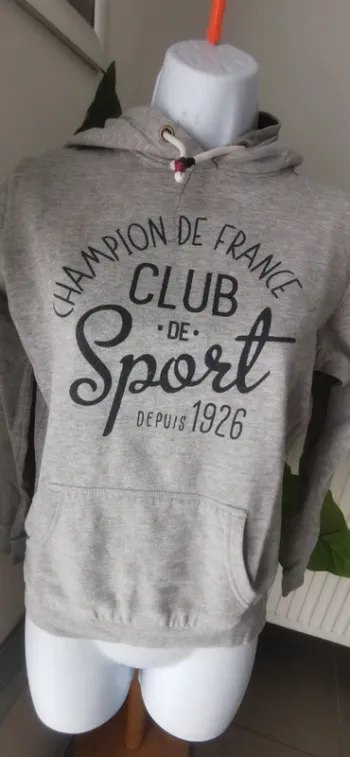 CHAMPION DE FRANCE
CLUB
·DE·
Sport
DEPUIS 1926